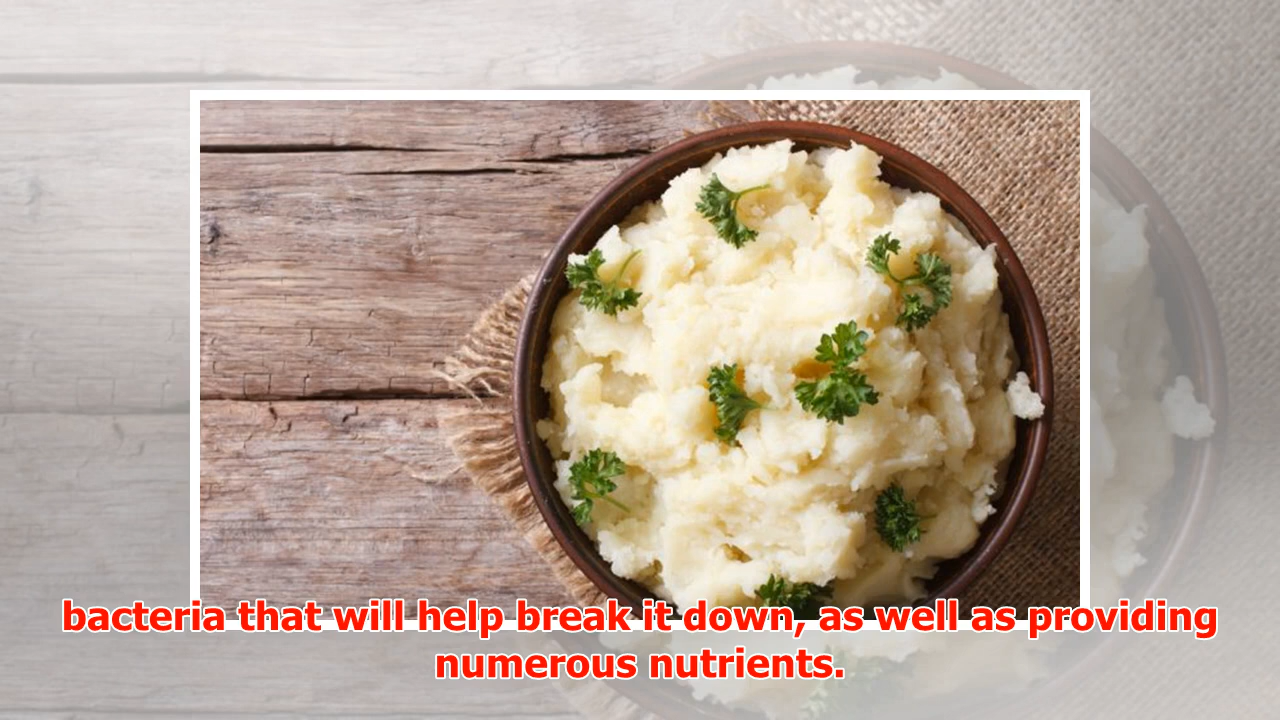 bacteria that will help break it down, as well as providing
numerous nutrients.